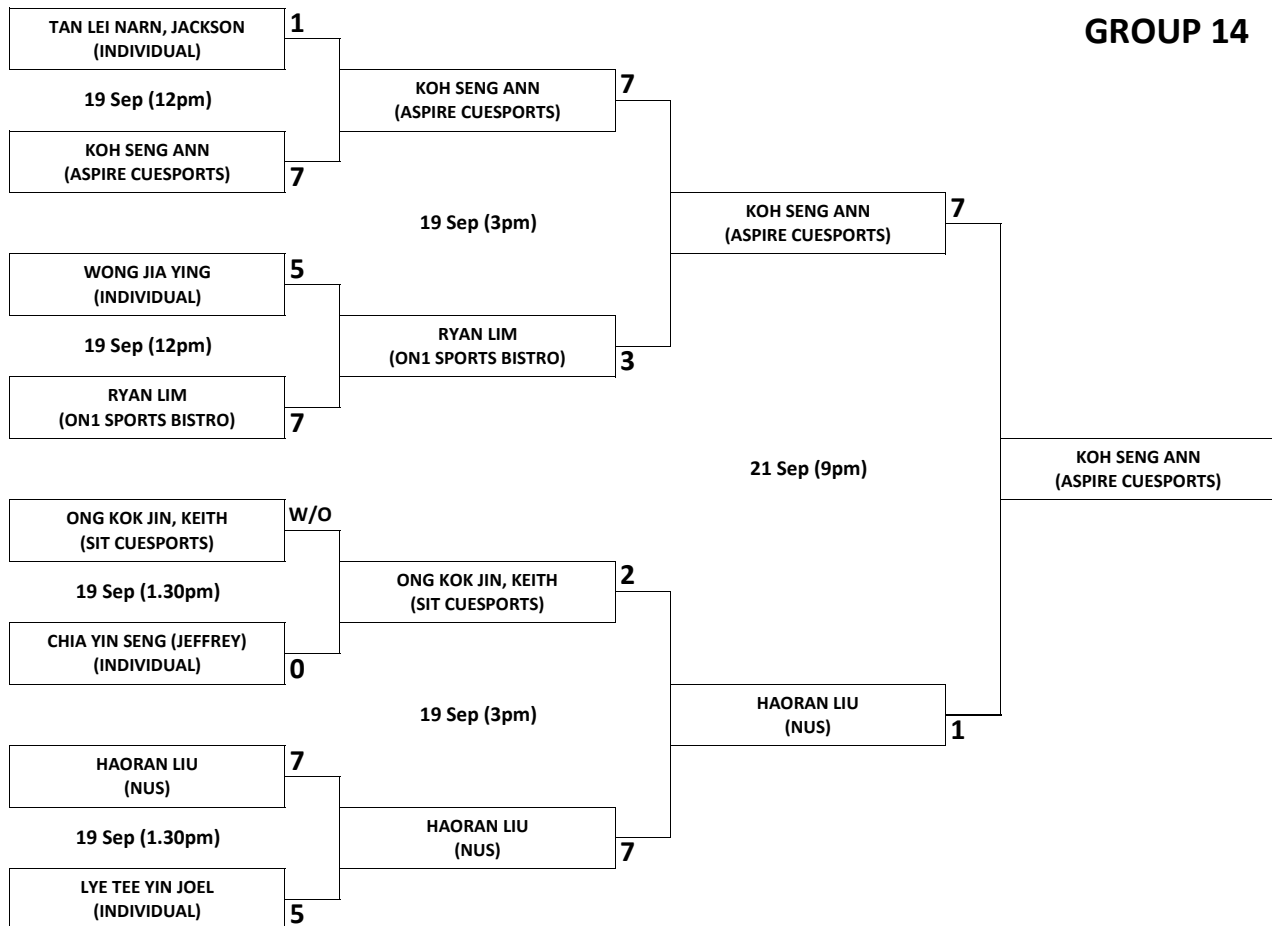 GROUP 14
TAN LEI NARN, JACKSON
(INDIVIDUAL)
1
19 Sep (12pm)
KOH SENG ANN
(ASPIRE CUESPORTS)
7
WONG JIA YING
(INDIVIDUAL)
5
19 Sep (12pm)
RYAN LIM
(ON1 SPORTS BISTRO)
7
ONG KOK JIN, KEITH
(SIT CUESPORTS)
W/O
19 Sep (1.30pm)
CHIA YIN SENG (JEFFREY)
(INDIVIDUAL)
0
HAORAN LIU
(NUS)
7
19 Sep (1.30pm)
LYE TEE YIN JOEL
(INDIVIDUAL)
5
KOH SENG ANN
(ASPIRE CUESPORTS)
7
19 Sep (3pm)
RYAN LIM
(ON1 SPORTS BISTRO)
3
ONG KOK JIN, KEITH
(SIT CUESPORTS)
2
19 Sep (3pm)
HAORAN LIU
(NUS)
7
KOH SENG ANN
(ASPIRE CUESPORTS)
7
21 Sep (9pm)
HAORAN LIU
(NUS)
1
KOH SENG ANN
(ASPIRE CUESPORTS)